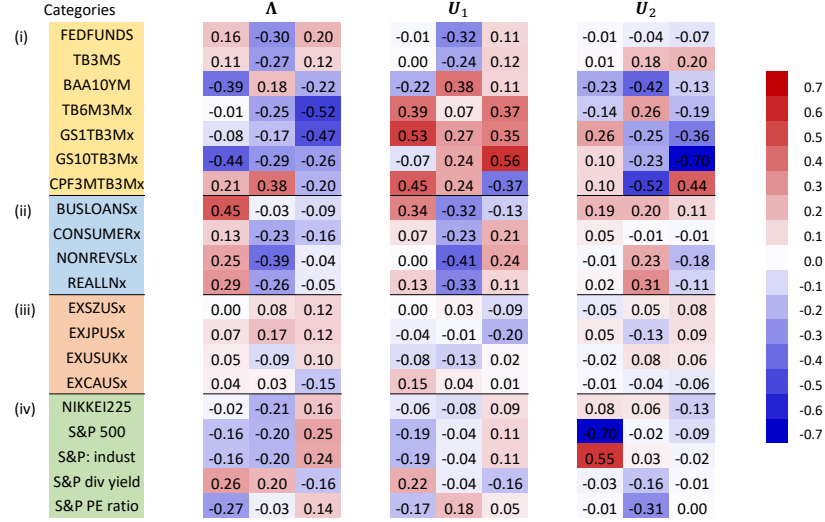 Categories Λ U₁ U₂
(i) FEDFUNDS 0.16 -0.30 0.20 -0.01 -0.32 0.11 -0.01 -0.04 -0.07
TB3MS 0.11 -0.27 0.12 0.00 -0.24 0.12 0.01 0.18 0.20
BAA10YM -0.39 0.18 -0.22 -0.22 0.38 0.11 -0.23 -0.42 -0.13
TB6M3Mx -0.01 -0.25 -0.52 0.39 0.07 0.37 -0.14 0.26 -0.19
GS1TB3Mx -0.08 -0.17 -0.47 0.53 0.27 0.35 0.26 -0.25 -0.36
GS10TB3Mx -0.44 -0.29 -0.26 -0.07 0.24 0.56 0.10 -0.23 -0.70
CPF3MTB3Mx 0.21 0.38 -0.20 0.45 0.24 -0.37 0.10 -0.52 0.44
(ii) BUSLOANSx 0.45 -0.03 -0.09 0.34 -0.32 -0.13 0.19 0.20 0.11
CONSUMERx 0.13 -0.23 -0.16 0.07 -0.23 0.21 0.05 -0.01 -0.01
NONREVSLx 0.25 -0.39 -0.04 0.00 -0.41 0.24 -0.01 0.23 -0.18
REALLNx 0.29 -0.26 -0.05 0.13 -0.33 0.11 0.02 0.31 -0.11
(iii) EXSZUSx 0.00 0.08 0.12 0.00 0.03 -0.09 -0.05 0.05 0.08
EXJPUSx 0.07 0.17 0.12 -0.04 -0.01 -0.20 0.05 -0.13 0.09
EXUSUKx 0.05 -0.09 0.10 -0.08 -0.13 0.02 -0.02 0.08 0.06
EXCAUSx 0.04 0.03 -0.15 0.15 0.04 0.01 -0.01 -0.04 -0.06
(iv) NIKKEI225 -0.02 -0.21 0.16 -0.06 -0.08 0.09 0.08 0.06 -0.13
S&P 500 -0.16 -0.20 0.25 -0.19 -0.04 0.11 -0.70 -0.02 -0.09
S&P: indust -0.16 -0.20 0.24 -0.19 -0.04 0.11 0.55 0.03 -0.02
S&P div yield 0.26 0.20 -0.16 0.22 -0.04 -0.16 -0.03 -0.16 -0.01
S&P PE ratio -0.27 -0.03 0.14 -0.17 0.18 0.05 -0.01 -0.31 0.00
0.7
0.6
0.5
0.4
0.3
0.2
0.1
0.0
-0.1
-0.2
-0.3
-0.4
-0.5
-0.6
-0.7